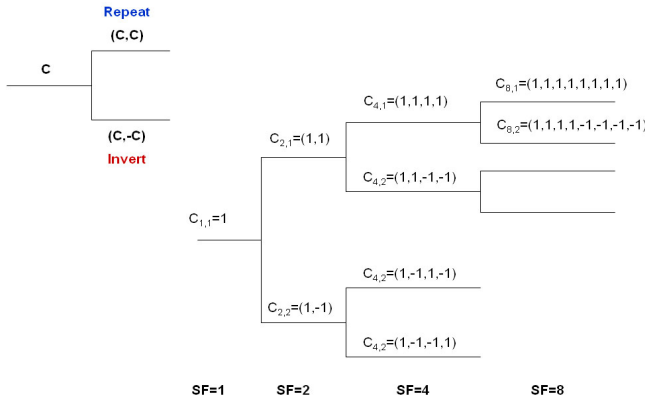 Repeat
(C,C)
C
(C,-C)
Invert
C8,1=(1,1,1,1,1,1,1,1)
C4,1=(1,1,1,1)
C8,2=(1,1,1,1,-1,-1,-1,-1)
C2,1=(1,1)
C4,2=(1,1,-1,-1)
C1,1=1
C4,2=(1,-1,1,-1)
C2,2=(1,-1)
C4,2=(1,-1,-1,1)
SF=1 SF=2 SF=4 SF=8